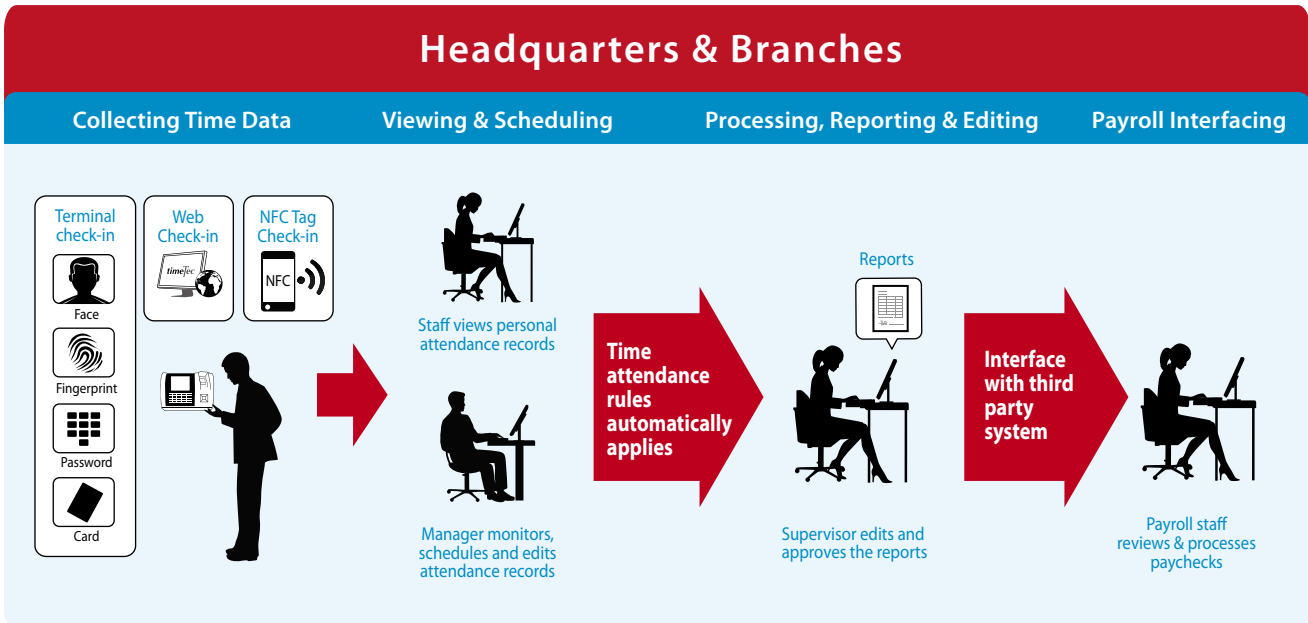 Headquarters & Branches
Collecting Time Data
Viewing & Scheduling
Processing, Reporting & Editing
Payroll Interfacing
Terminal
check-in
Face
Fingerprint
Password
Card
Web
Check-in
timeTec
NFC Tag
Check-in
NFC
Staff views personal
attendance records
Manager monitors,
schedules and edits
attendance records
Time
attendance
rules
automatically
applies
Reports
Supervisor edits and
approves the reports
Interface
with third
party
system
Payroll staff
reviews & processes
paychecks